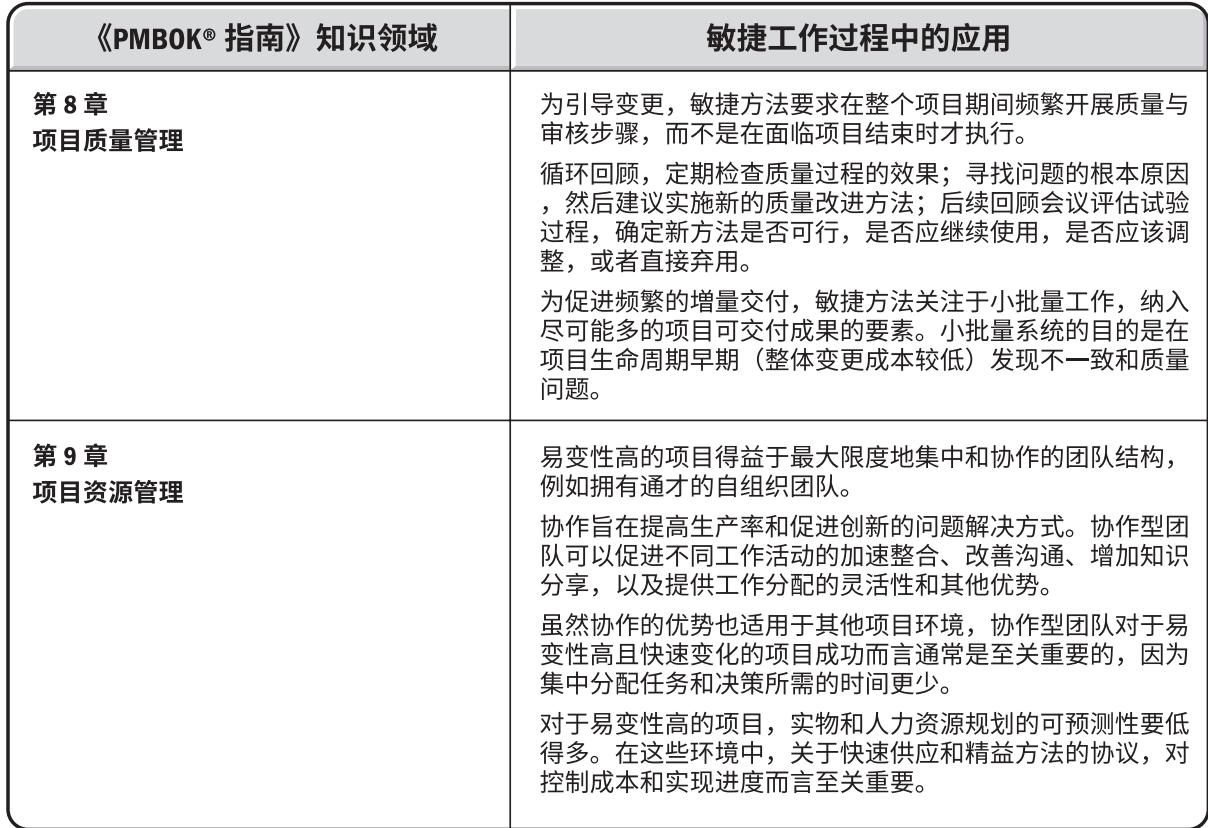 《PMBOK® 指南》知识领域
敏捷工作过程中的应用
第 8 章
项目质量管理
为引导变更，敏捷方法要求在整个项目期间频繁开展质量与
审核步骤，而不是在面临项目结束时才执行。
循环回顾，定期检查质量过程的效果；寻找问题的根本原因
，然后建议实施新的质量改进方法；后续回顾会议评估试验
过程，确定新方法是否可行，是否应继续使用，是否应该调
整，或者直接弃用。
为促进频繁的增量交付，敏捷方法关注于小批量工作，纳入
尽可能多的项目可交付成果的要素。小批量系统的目的是在
项目生命周期早期（整体变更成本较低）发现不一致和质量
问题。
第 9 章
项目资源管理
易变性高的项目得益于最大限度地集中和协作的团队结构，
例如拥有通才的自组织团队。
协作旨在提高生产率和促进创新的问题解决方式。协作型团
队可以促进不同工作活动的加速整合、改善沟通、增加知识
分享，以及提供工作分配的灵活性和其他优势。
虽然协作的优势也适用于其他项目环境，协作型团队对于易
变性高且快速变化的项目成功而言通常是至关重要的，因为
集中分配任务和决策所需的时间更少。
对于易变性高的项目，实物和人力资源规划的可预测性要低
得多。在这些环境中，关于快速供应和精益方法的协议，对
控制成本和实现进度而言至关重要。